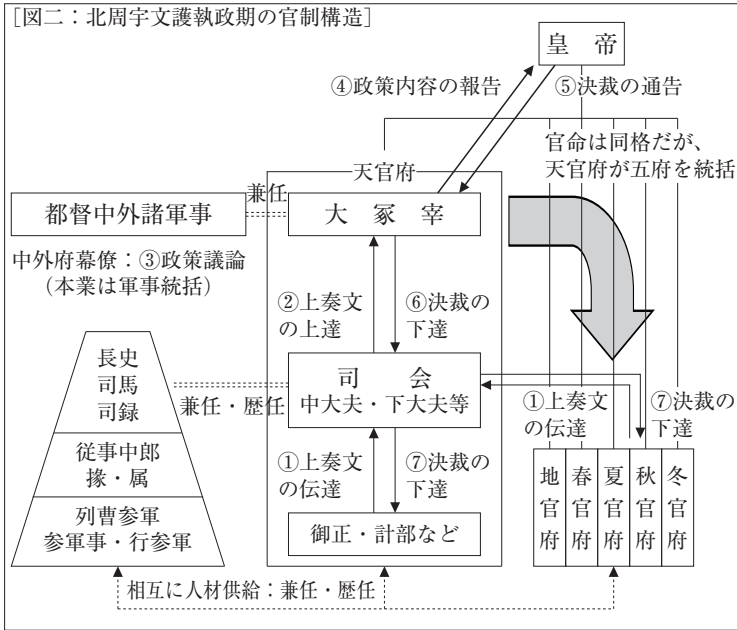 ［図二：北周宇文護執政期の官制構造］
皇　帝
④政策内容の報告
⑤決裁の通告
官命は同格だが、
天官府が五府を統括
天官府
都督中外諸軍事
兼任
大　冢　宰
中外府幕僚：③政策議論
（本業は軍事統括）
②上奏文
の上達
⑥決裁の
下達
長史
司馬
司録
兼任・歴任
司　　会
中大夫・下大夫等
①上奏文
の伝達
⑦決裁の
下達
従事中郎
掾・属
①上奏文
の伝達
⑦決裁の
下達
列曹参軍
参軍事・行参軍
御正・計部など
地官府
春官府
夏官府
秋官府
冬官府
相互に人材供給：兼任・歴任